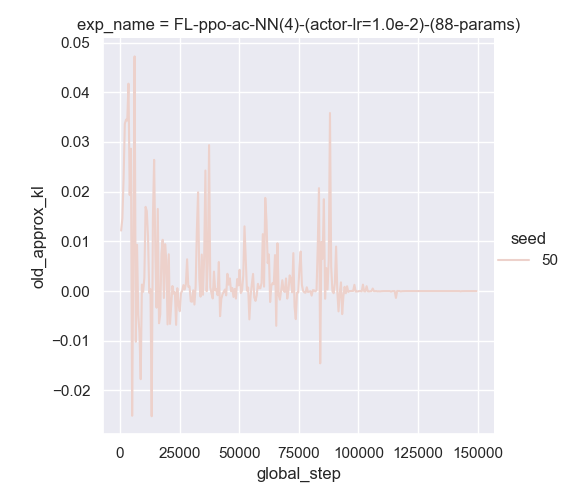 exp_name = FL-ppo-ac-NN(4)-(actor-lr=1.0e-2)-(88-params)
0.05
0.04
0.03
0.02
0.01
0.00
−0.01
−0.02
old_approx_kl
0 25000 50000 75000 100000 125000 150000
global_step
seed
50